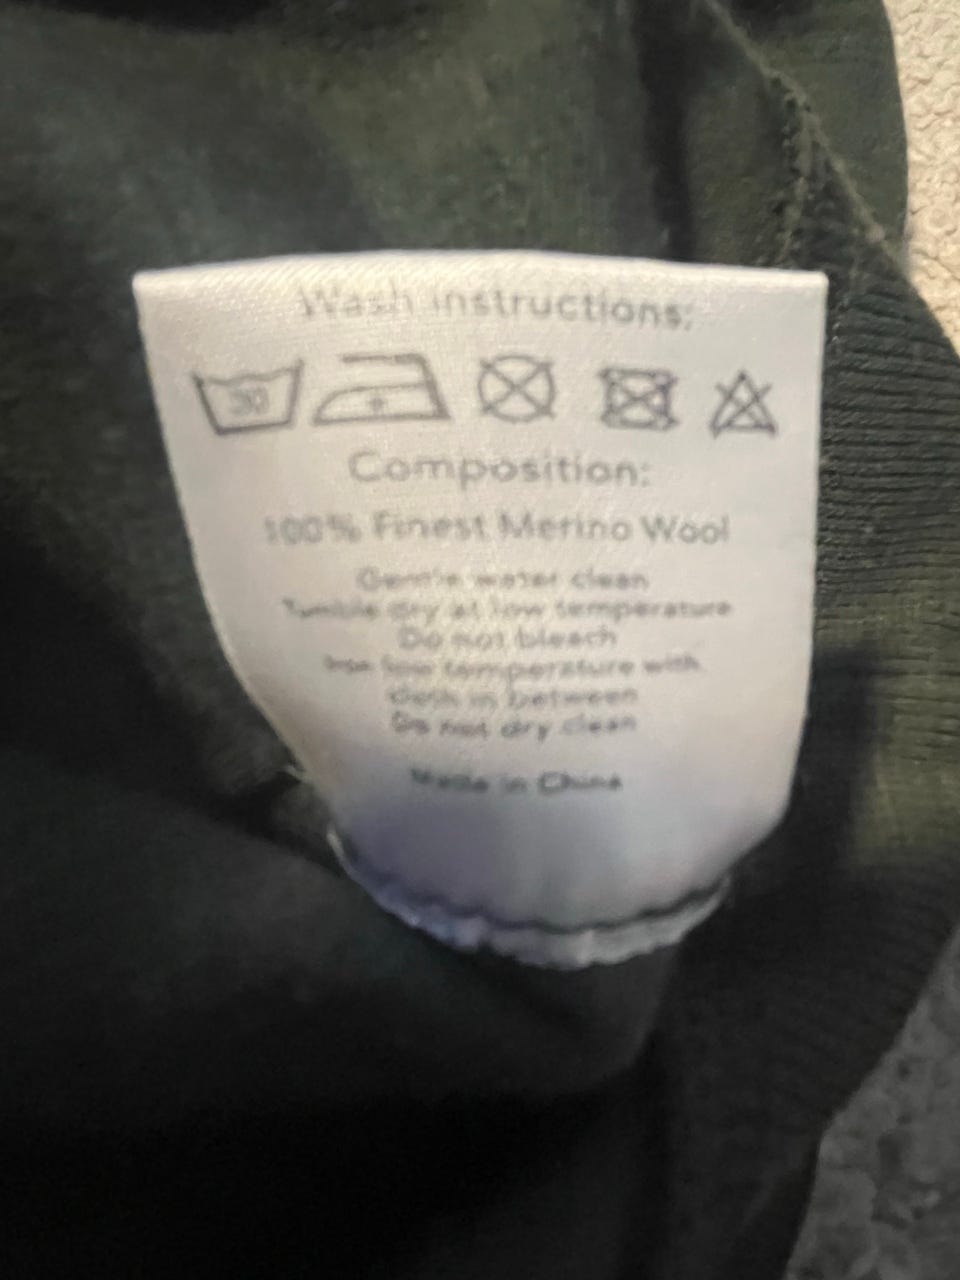 Wash instructions:
30
Composition:
100% Finest Merino Wool
Gentle water clean
Tumble dry at low temperature
Do not bleach
Iron low temperature with
cloth in between
Do not dry clean
Made in China